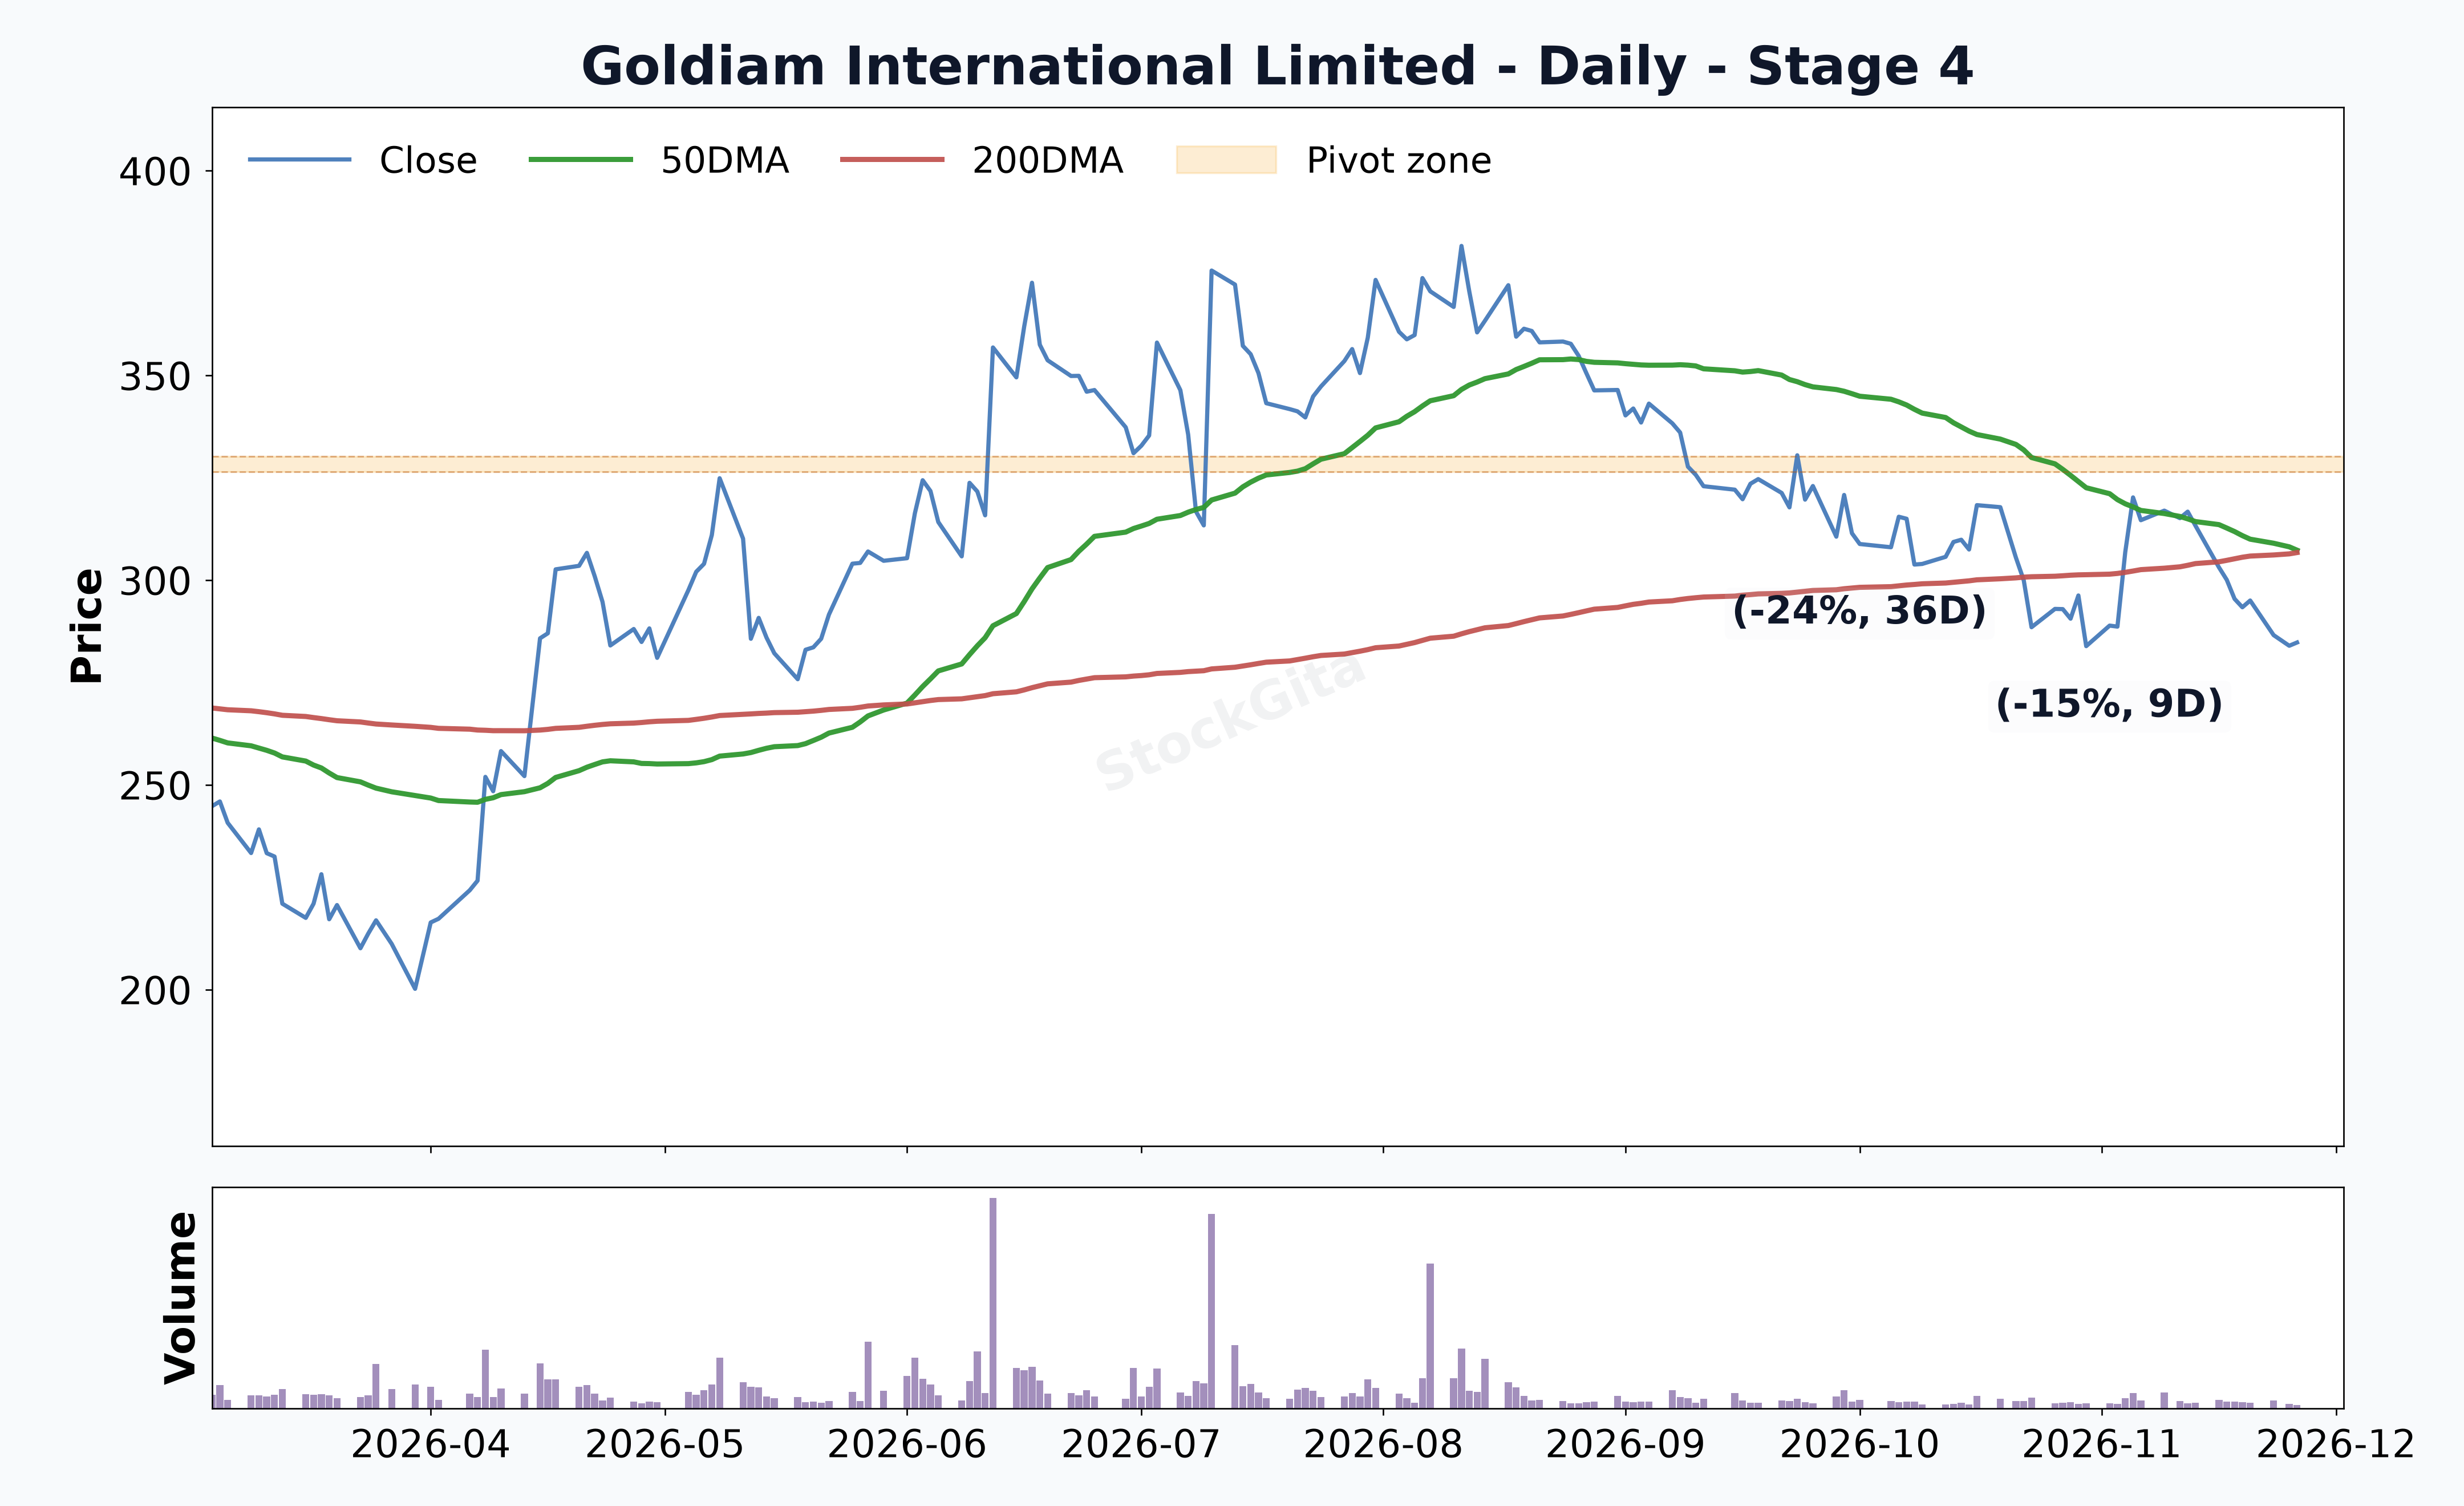 Goldiam International Limited - Daily - Stage 4
Close 50DMA 200DMA Pivot zone
400
350
300
250
200
Price
(-24%, 36D)
(-15%, 9D)
StockGita
Volume
2026-04 2026-05 2026-06 2026-07 2026-08 2026-09 2026-10 2026-11 2026-12